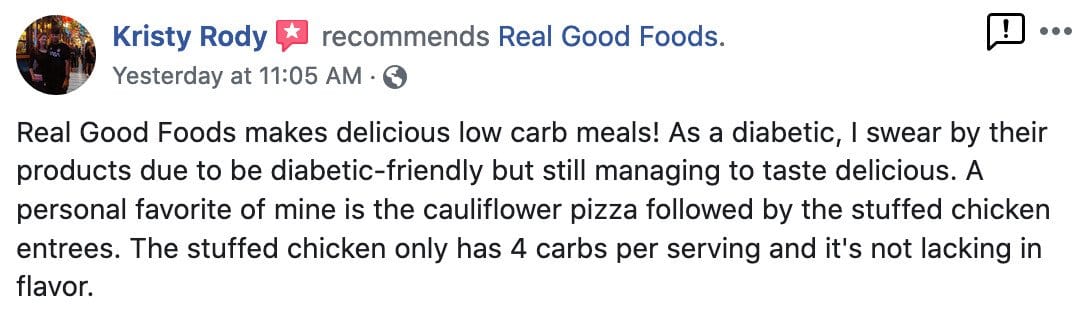 Kristy Rody recommends Real Good Foods.
Yesterday at 11:05 AM ·
Real Good Foods makes delicious low carb meals! As a diabetic, I swear by their
products due to be diabetic-friendly but still managing to taste delicious. A
personal favorite of mine is the cauliflower pizza followed by the stuffed chicken
entrees. The stuffed chicken only has 4 carbs per serving and it's not lacking in
flavor.